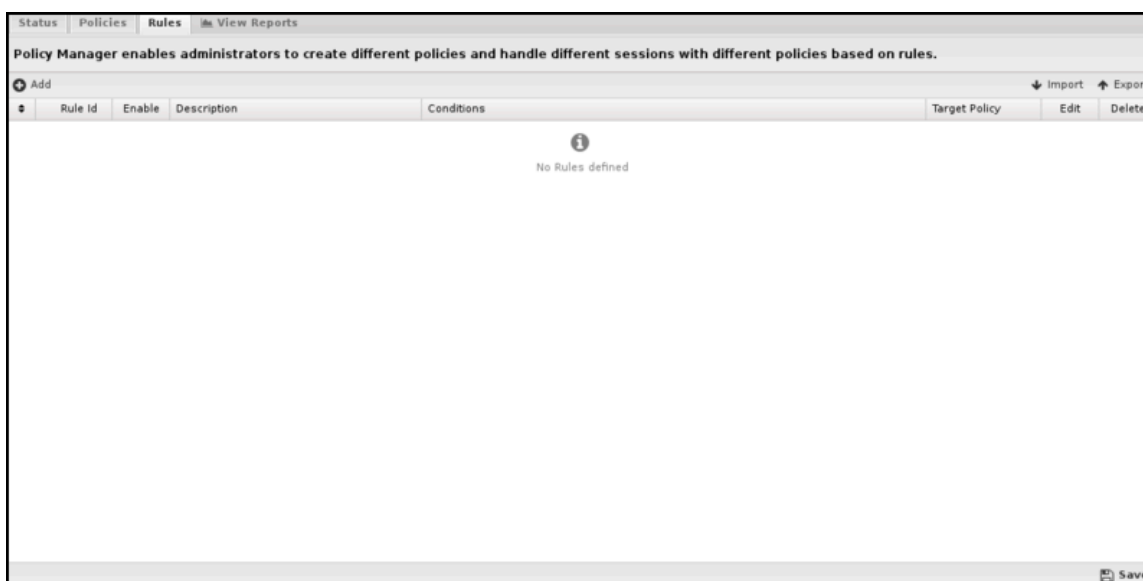 Status Policies Rules View Reports
Policy Manager enables administrators to create different policies and handle different sessions with different policies based on rules.
Add Import Expor
Rule Id Enable Description Conditions Target Policy Edit Delete
No Rules defined
Save